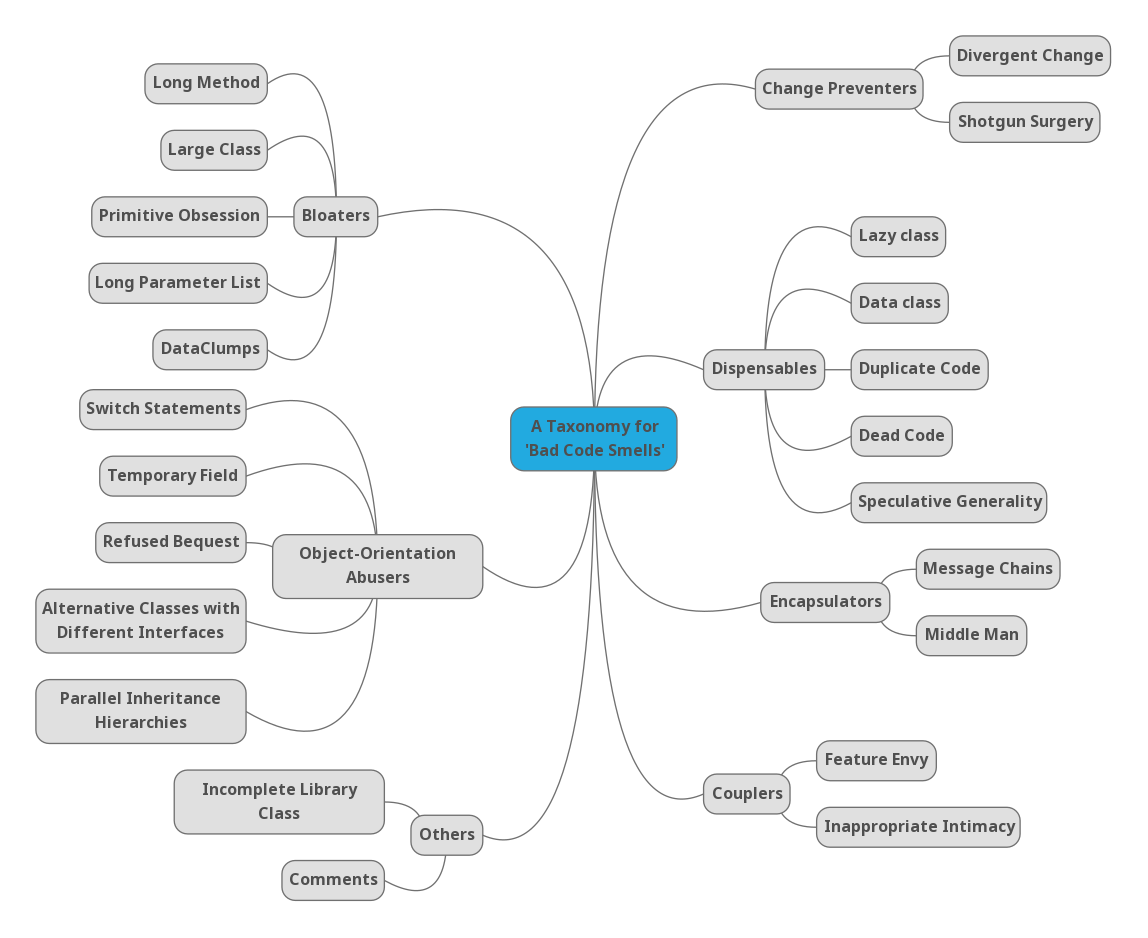 A Taxonomy for
'Bad Code Smells'
Bloaters
Long Method
Large Class
Primitive Obsession
Long Parameter List
DataClumps
Object-Orientation
Abusers
Switch Statements
Temporary Field
Refused Bequest
Alternative Classes with
Different Interfaces
Parallel Inheritance
Hierarchies
Others
Incomplete Library
Class
Comments
Change Preventers
Divergent Change
Shotgun Surgery
Dispensables
Lazy class
Data class
Duplicate Code
Dead Code
Speculative Generality
Encapsulators
Message Chains
Middle Man
Couplers
Feature Envy
Inappropriate Intimacy